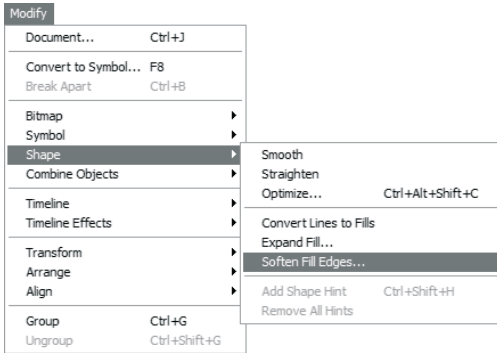 Modify
Document... Ctrl+J
Convert to Symbol... F8
Break Apart Ctrl+B
Bitmap
Symbol
Shape
Combine Objects
Timeline
Timeline Effects
Transform
Arrange
Align
Group Ctrl+G
Ungroup Ctrl+Shift+G
Smooth
Straighten
Optimize... Ctrl+Alt+Shift+C
Convert Lines to Fills
Expand Fill...
Soften Fill Edges...
Add Shape Hint Ctrl+Shift+H
Remove All Hints